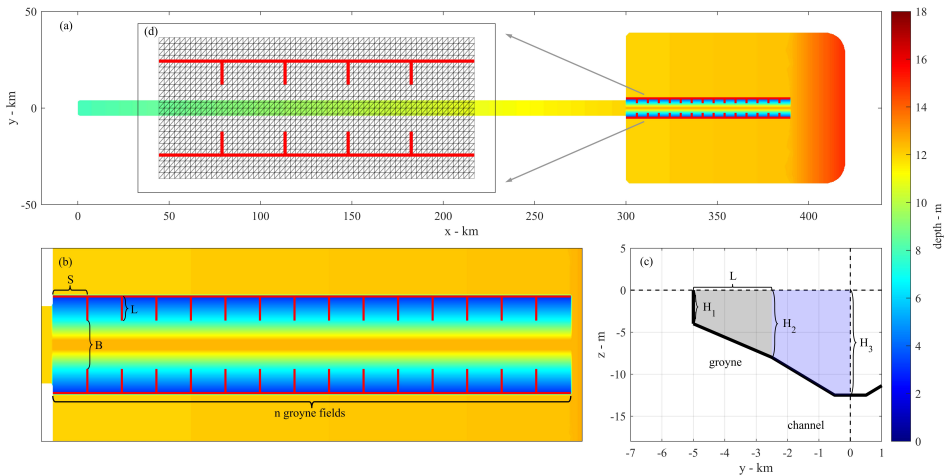 (a)
(d)
50
0
-50
y - km
0
50
100
150
200
250
300
350
400
x - km
18
16
14
12
10
8
6
4
2
0
depth - m
(b)
S
L
B
n groyne fields
(c)
L
H1
H2
H3
groyne
channel
5
0
-5
-10
-15
z - m
-7
-6
-5
-4
-3
-2
-1
0
1
y - km